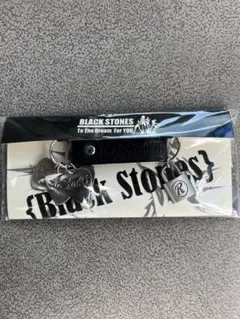 BLACK STONES
To The Dream For YOU
{Black Stones}
R